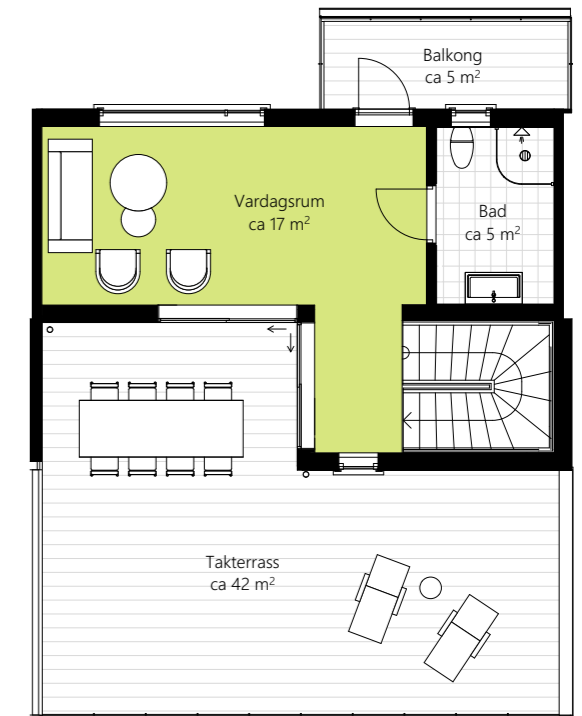 Balkong
ca 5 m²
Vardagsrum
ca 17 m²
Bad
ca 5 m²
Takterrass
ca 42 m²